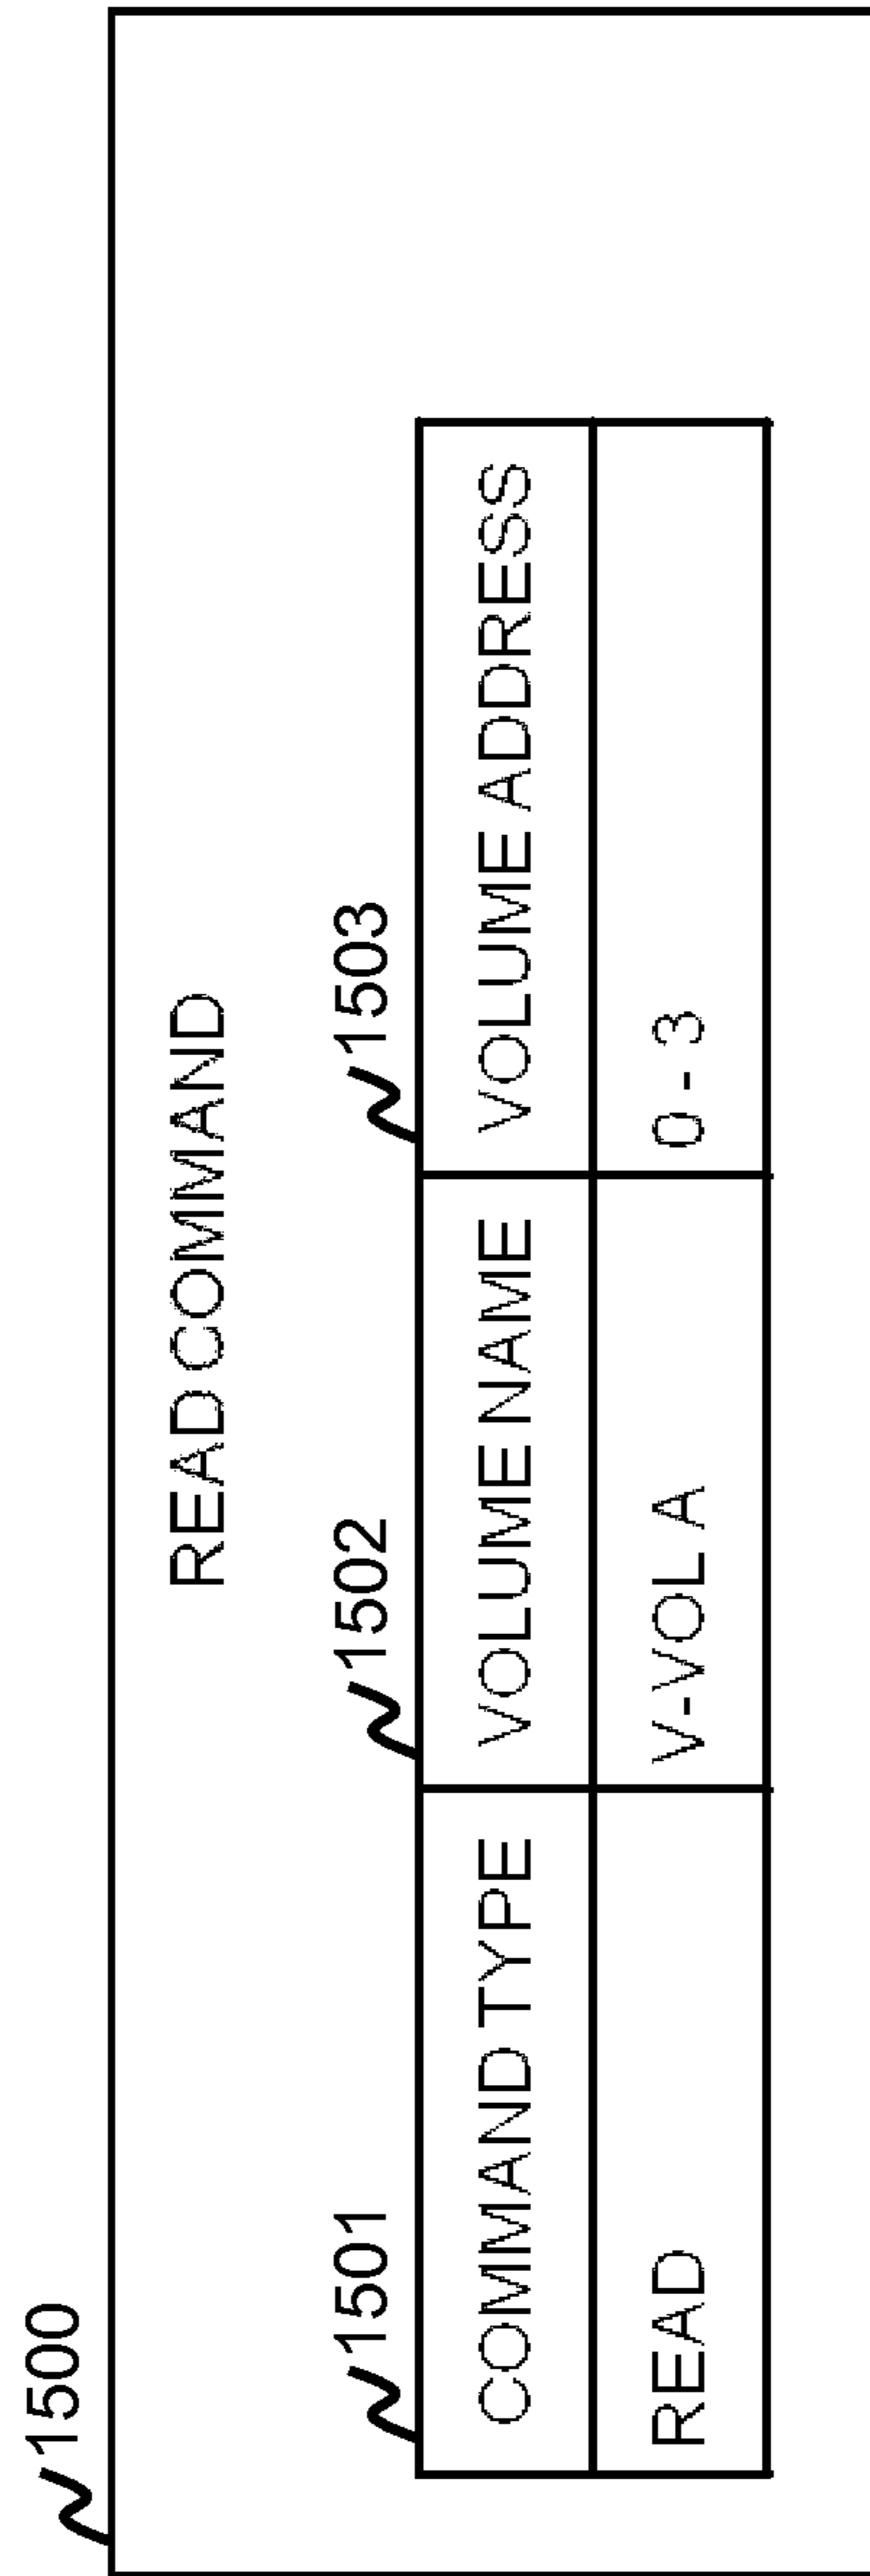 1500
READ COMMAND
1501 1502 1503
COMMAND TYPE VOLUME NAME VOLUME ADDRESS
READ V-VOL A 0 - 3